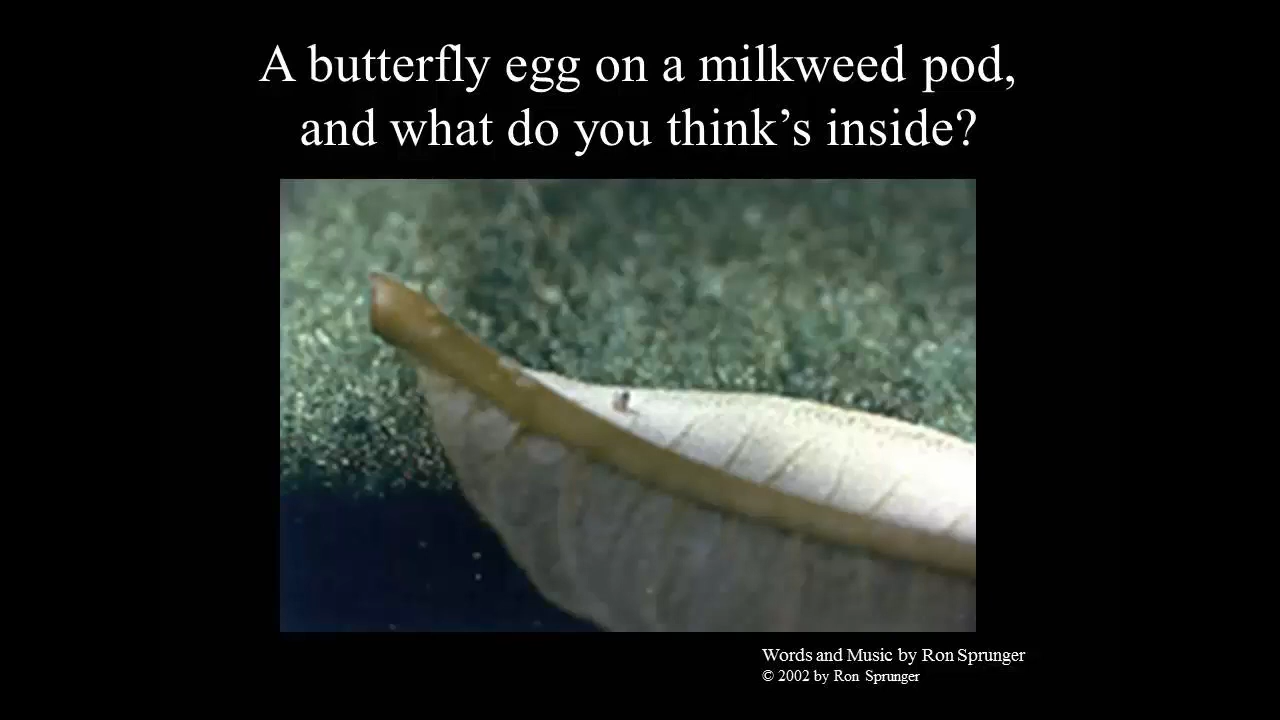 A butterfly egg on a milkweed pod,
and what do you think’s inside?
Words and Music by Ron Sprunger
© 2002 by Ron Sprunger